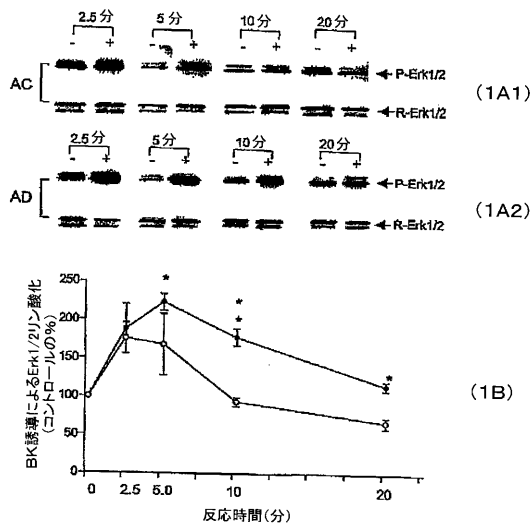 2.5分 5分 10分 20分
- + - + - + - +
AC P-Erk1/2 (1A1)
R-Erk1/2
2.5分 5分 10分 20分
- + - + - + - +
AD P-Erk1/2
R-Erk1/2 (1A2)
BK誘導によるErk1/2リン酸化
(コントロールの%)
250
200
150
100
50
0
* * * *
(1B)
0 2.5 5.0 10 20
反応時間(分)